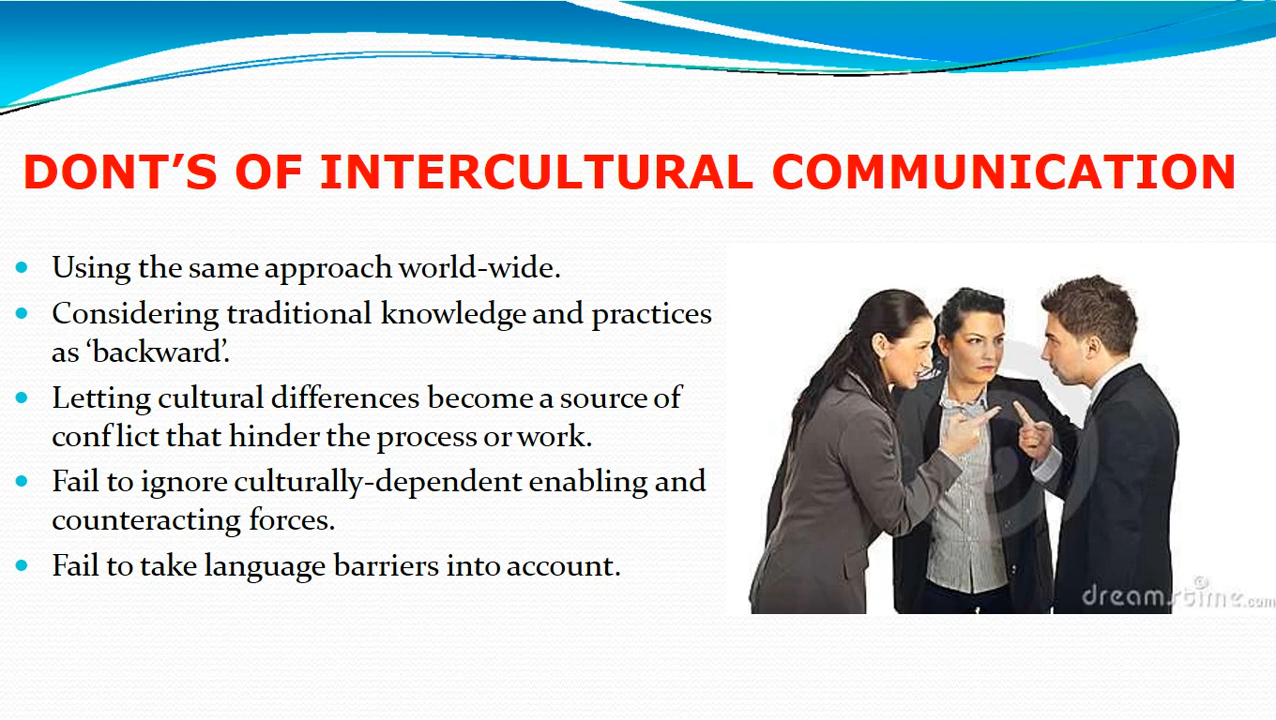 DONT’S OF INTERCULTURAL COMMUNICATION
Using the same approach world-wide.
Considering traditional knowledge and practices
as ‘backward’.
Letting cultural differences become a source of
conflict that hinder the process or work.
Fail to ignore culturally-dependent enabling and
counteracting forces.
Fail to take language barriers into account.
dreamstime.com